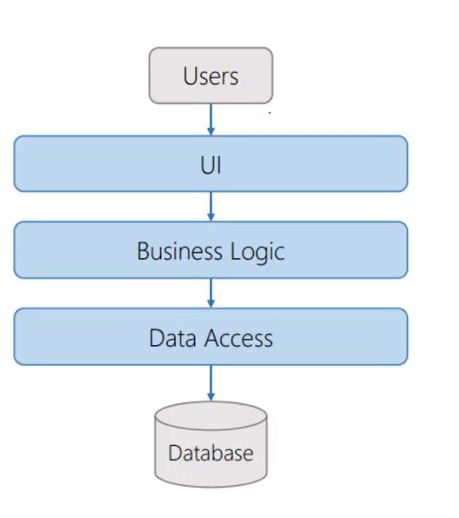 Users
UI
Business Logic
Data Access
Database